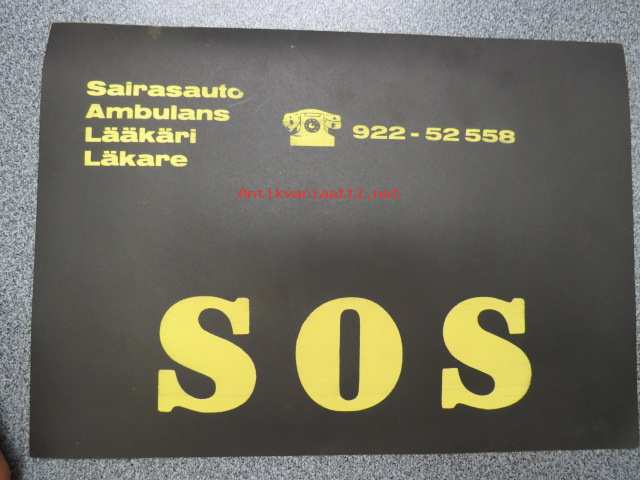 Sairasauto
Ambulans
Lääkäri
Läkare
922 - 52 558
Antikvariaatti.net
SOS